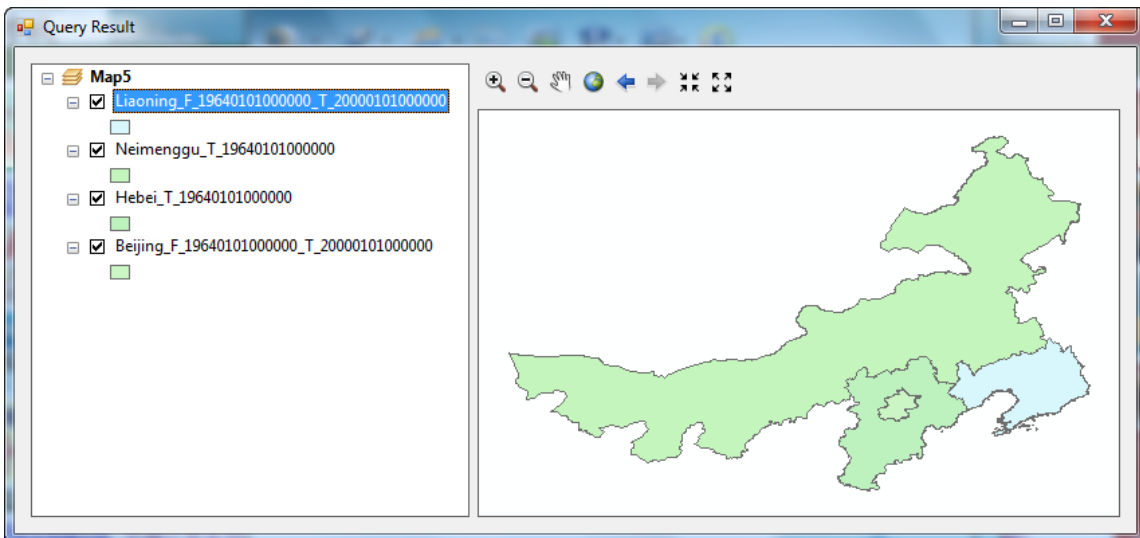 Query Result
Map5
Liaoning_F_19640101000000_T_20000101000000
Neimenggu_T_19640101000000
Hebei_T_19640101000000
Beijing_F_19640101000000_T_20000101000000